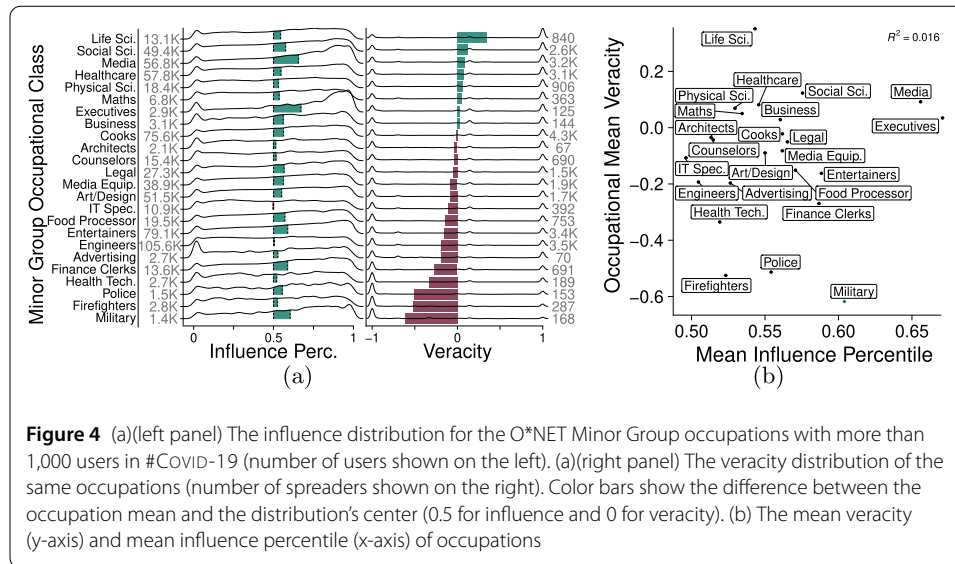 Minor Group Occupational Class
Life Sci. 13.1K 840
Social Sci. 49.4K 2.6K
Media 56.8K 3.2K
Healthcare 57.8K 3.1K
Physical Sci. 18.4K 906
Maths 6.8K 363
Executives 2.9K 125
Business 3.1K 144
Cooks 75.6K 4.3K
Architects 2.1K 67
Counselors 15.4K 690
Legal 27.3K 1.5K
Media Equip. 38.9K 1.9K
Art/Design 51.5K 1.7K
IT Spec. 10.9K 392
Food Processor 19.5K 753
Entertainers 79.1K 3.4K
Engineers 105.6K 3.5K
Advertising 2.7K 70
Finance Clerks 13.6K 691
Health Tech. 2.7K 189
Police 1.5K 153
Firefighters 2.8K 287
Military 1.4K 168
0 0.5 1 −1 0 1
Influence Perc. Veracity
(a)
Occupational Mean Veracity
R² = 0.016
Life Sci.
0.2
Healthcare
Physical Sci. Social Sci. Media
Maths Business
0.0
Architects Cooks Legal Executives
Counselors Media Equip.
IT Spec. Art/Design Entertainers
−0.2
Engineers Advertising Food Processor
Health Tech. Finance Clerks
−0.4
Police
Firefighters Military
−0.6
0.50 0.55 0.60 0.65
Mean Influence Percentile
(b)
Figure 4 (a)(left panel) The influence distribution for the O*NET Minor Group occupations with more than
1,000 users in #COVID-19 (number of users shown on the left). (a)(right panel) The veracity distribution of the
same occupations (number of spreaders shown on the right). Color bars show the difference between the
occupation mean and the distribution's center (0.5 for influence and 0 for veracity). (b) The mean veracity
(y-axis) and mean influence percentile (x-axis) of occupations